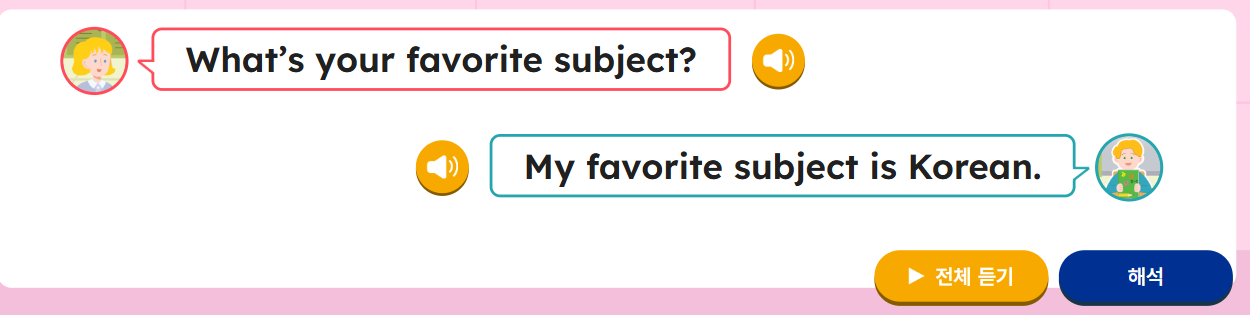 What’s your favorite subject?
My favorite subject is Korean.
전체 듣기
해석